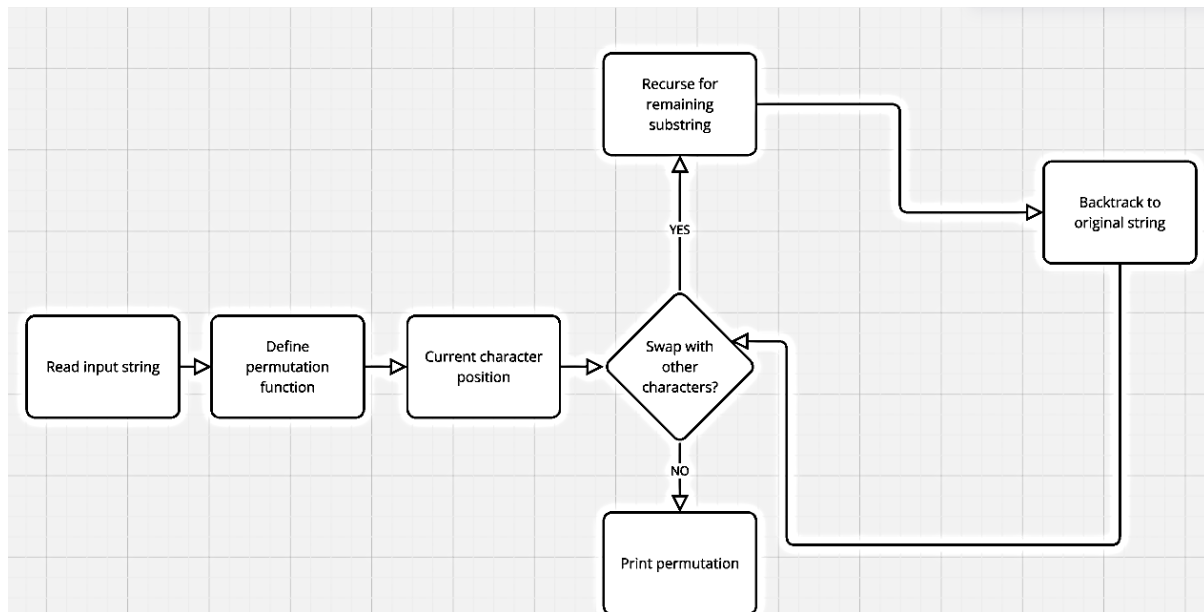 Recurse for
remaining
substring
Backtrack to
original string
YES
Read input string
Define
permutation
function
Current character
position
Swap with
other
characters?
NO
Print permutation